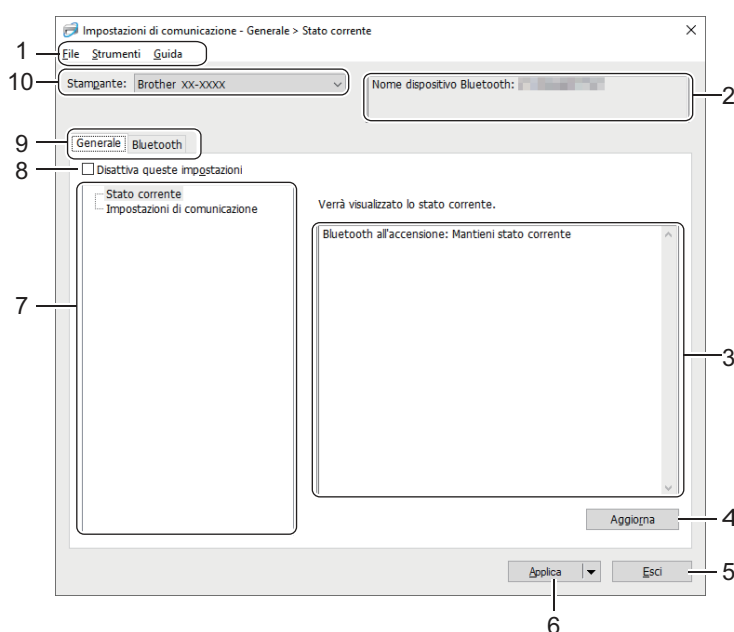 Impostazioni di comunicazione - Generale > Stato corrente
1
File Strumenti Guida
10
Stampante: Brother XX-XXXX
Nome dispositivo Bluetooth:
2
9
Generale Bluetooth
8
Disattiva queste impostazioni
Stato corrente
Impostazioni di comunicazione
Verrà visualizzato lo stato corrente.
Bluetooth all'accensione: Mantieni stato corrente
7
3
Aggiorna
4
Applica
Esci
5
6